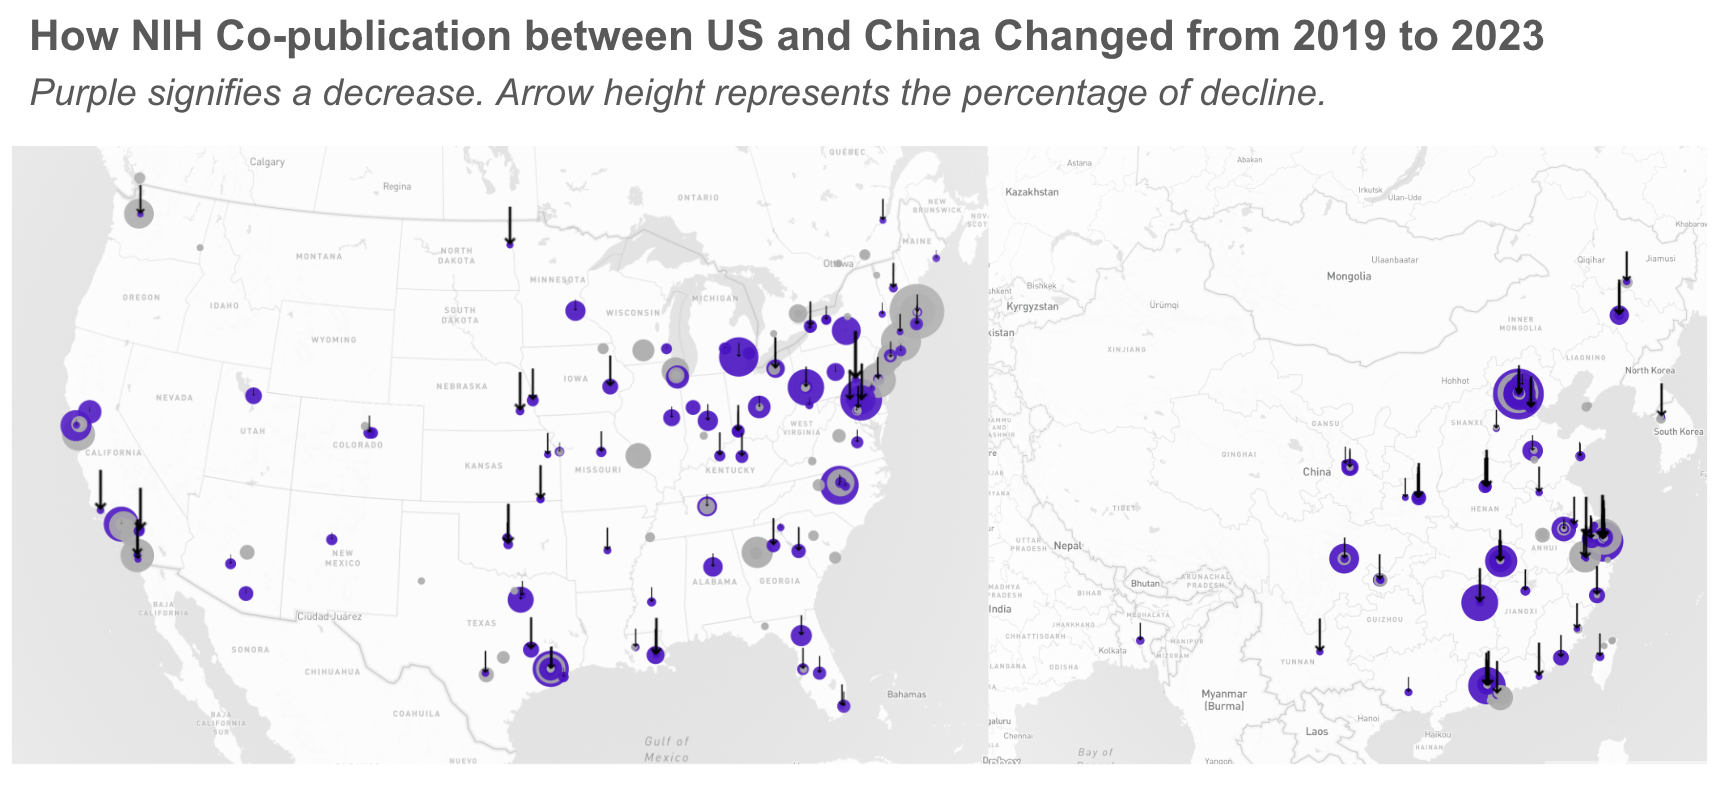 How NIH Co-publication between US and China Changed from 2019 to 2023
Purple signifies a decrease. Arrow height represents the percentage of decline.
Calgary
Regina
ONTARIO
QUÉBEC
NEW
BRUNSWICK
MAINE
Ottawa
MONTANA
NORTH
DAKOTA
MINNESOTA
OREGON
IDAHO
SOUTH
DAKOTA
WISCONSIN
MICHIGAN
WYOMING
NEBRASKA
IOWA
NEVADA
UTAH
COLORADO
CALIFORNIA
KANSAS
MISSOURI
KENTUCKY
WEST
VIRGINIA
NEW
MEXICO
ALABAMA
GEORGIA
TEXAS
BAJA
CALIFORNIA
Ciudad Juárez
SONORA
CHIHUAHUA
BAJA
CALIFORNIA
SUR
COAHUILA
NUEVO
Gulf of
Mexico
Bahamas
Kazakhstan
Astana
Abakan
Irkutsk
Ulan-Ude
Ulaanbaatar
Mongolia
Qiqihar
Jiamusi
Bishkek
Kyrgyzstan
Ürümqi
INNER
MONGOLIA
XINJIANG
LIAONING
North Korea
Hohhot
GANSU
SHANXI
South Korea
QINGHAI
China
TIBET
HENAN
ANHUI
UTTAR
PRADESH
Nepal
Bhutan
ARUNACHAL
PRADESH
MADHYA
PRADESH
BIHAR
India
MEGHALAYA
JHARKHAND
MANIPUR
CHHATTISGARH
Kolkata
MIZORAM
ODISHA
GUIZHOU
JIANGXI
YUNNAN
Myanmar
(Burma)
Hanoi
Laos
Haikou
HAINAN
Chennai
Bay of
Yangon